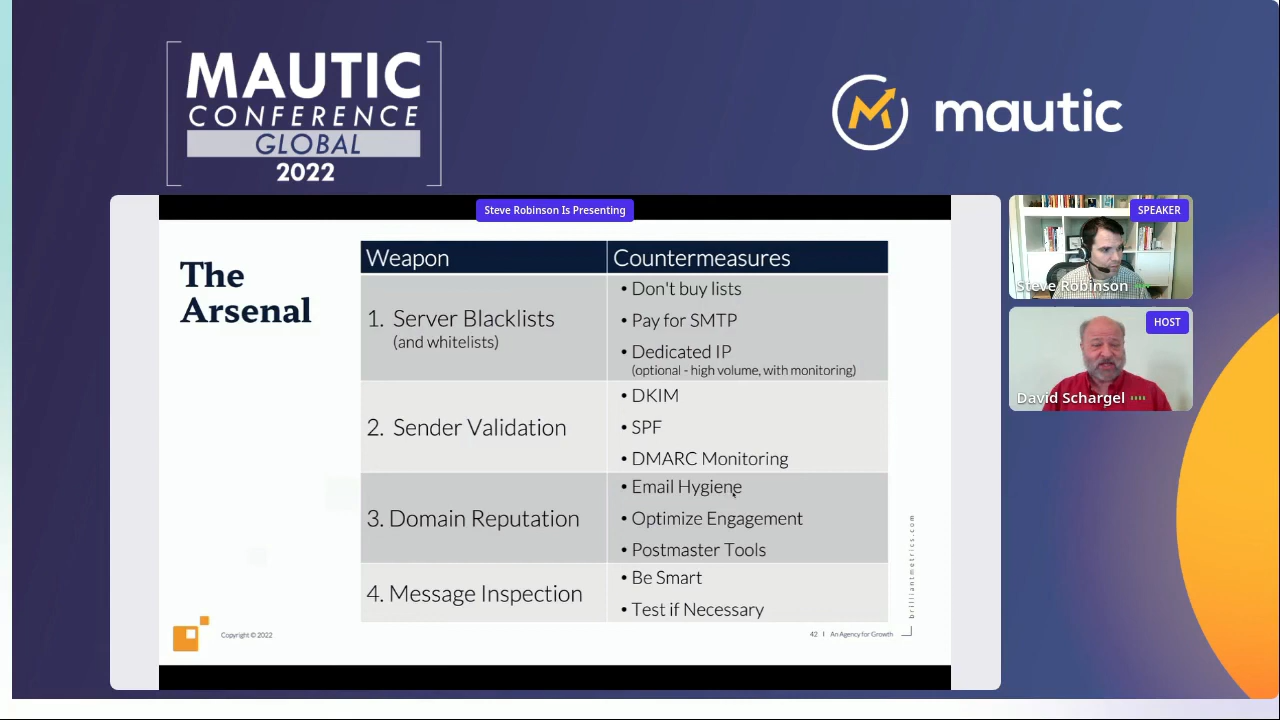 MAUTIC
CONFERENCE
GLOBAL
2022
mautic
Steve Robinson Is Presenting
SPEAKER
Steve Robinson
HOST
David Schargel
The
Arsenal
Weapon
Countermeasures
1. Server Blacklists
(and whitelists)
• Don't buy lists
• Pay for SMTP
• Dedicated IP
(optional - high volume, with monitoring)
2. Sender Validation
• DKIM
• SPF
• DMARC Monitoring
3. Domain Reputation
• Email Hygiene
• Optimize Engagement
• Postmaster Tools
4. Message Inspection
• Be Smart
• Test if Necessary
brilliantmetrics.com
Copyright © 2022
42 | An Agency for Growth